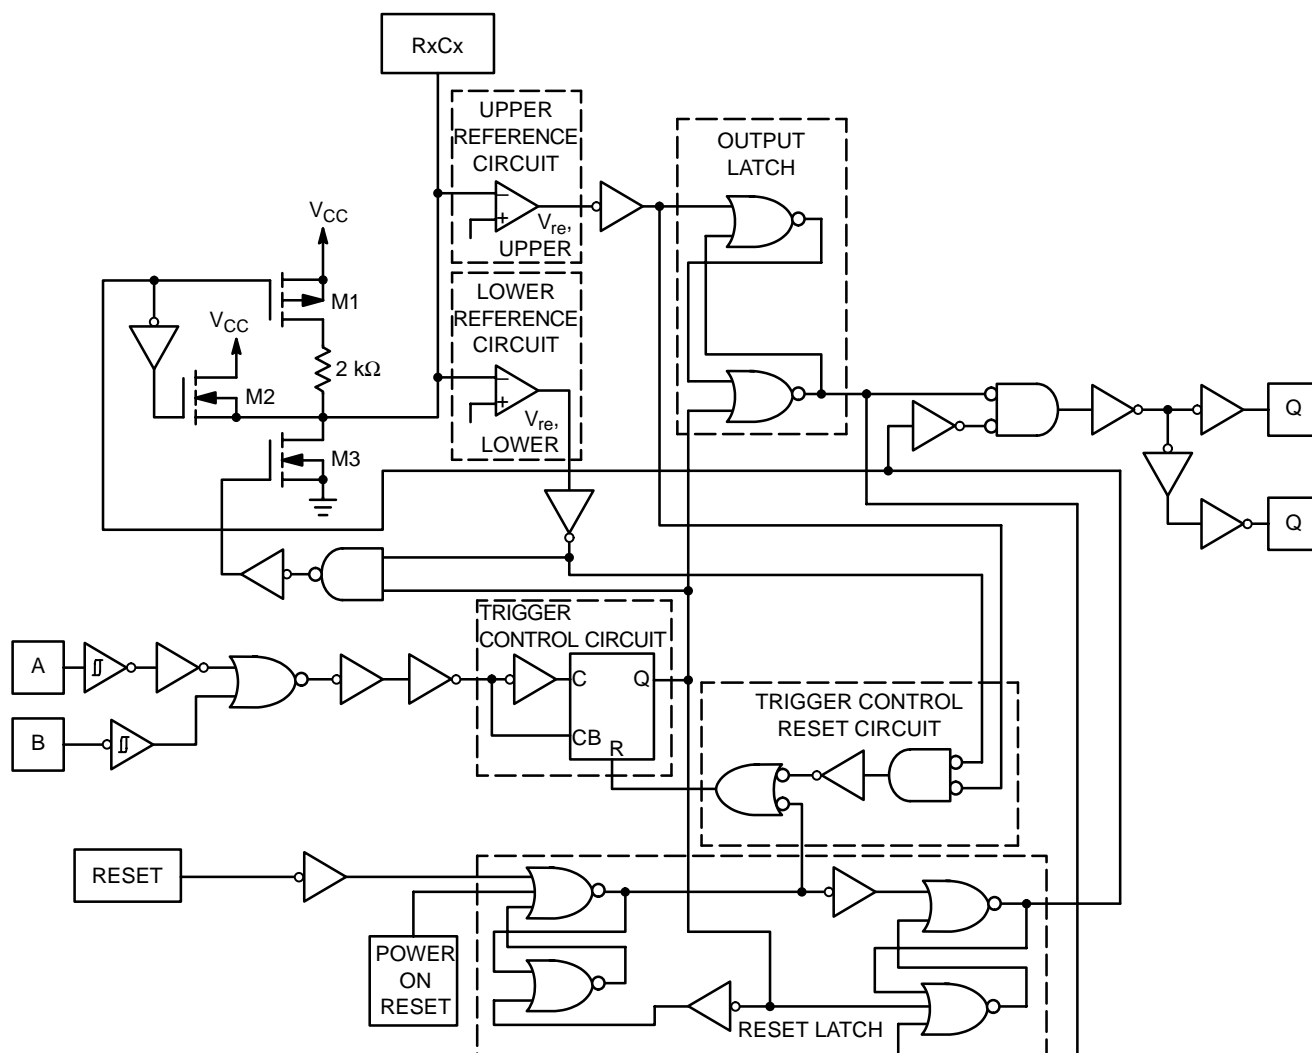 RxCx
UPPER
REFERENCE
CIRCUIT
− +
Vre,
UPPER
OUTPUT
LATCH
VCC
M1
LOWER
REFERENCE
CIRCUIT
VCC
2 kΩ
M2
− +
Vre,
LOWER
M3
Q
Q
TRIGGER
CONTROL CIRCUIT
A
C
Q
CB
R
B
TRIGGER CONTROL
RESET CIRCUIT
RESET
POWER
ON
RESET
RESET LATCH